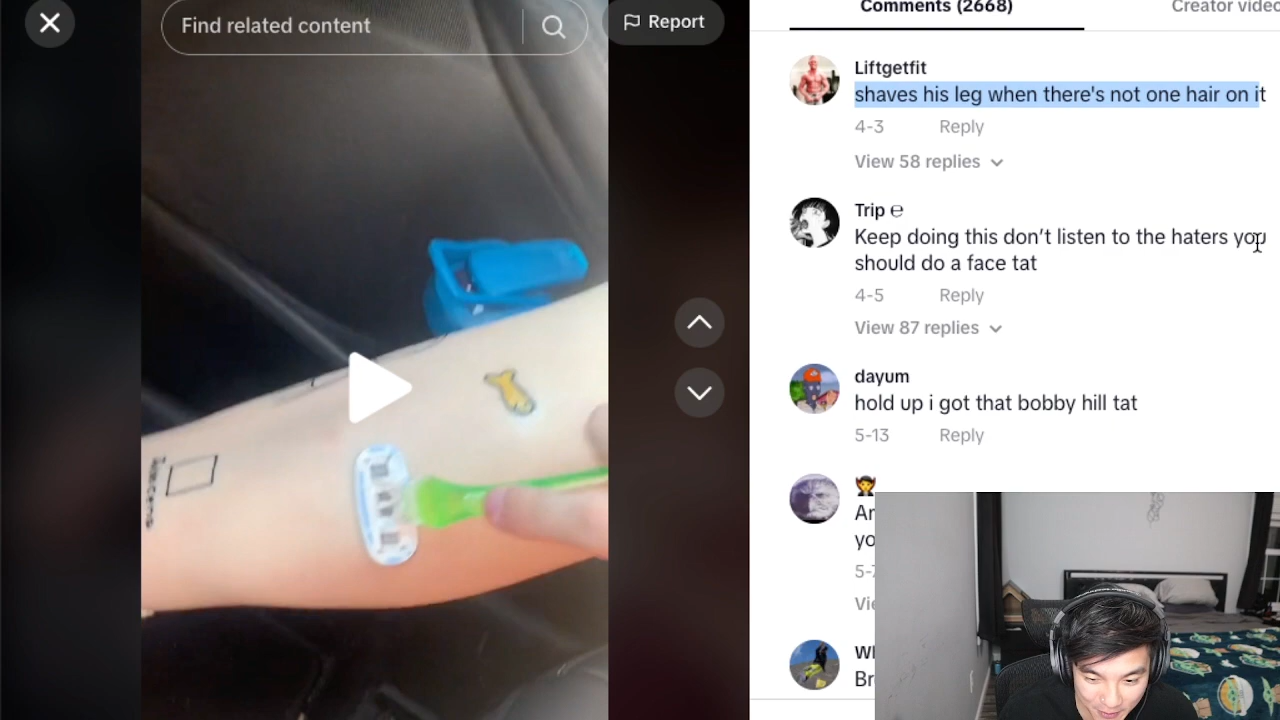 Find related content
Report
Comments (2668)
Creator video
Liftgetfit
shaves his leg when there's not one hair on it
4-3 Reply
View 58 replies
Trip ℮
Keep doing this don’t listen to the haters you
should do a face tat
4-5 Reply
View 87 replies
dayum
hold up i got that bobby hill tat
5-13 Reply